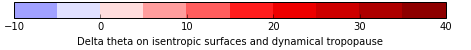 −10 0 10 20 30 40
Delta theta on isentropic surfaces and dynamical tropopause